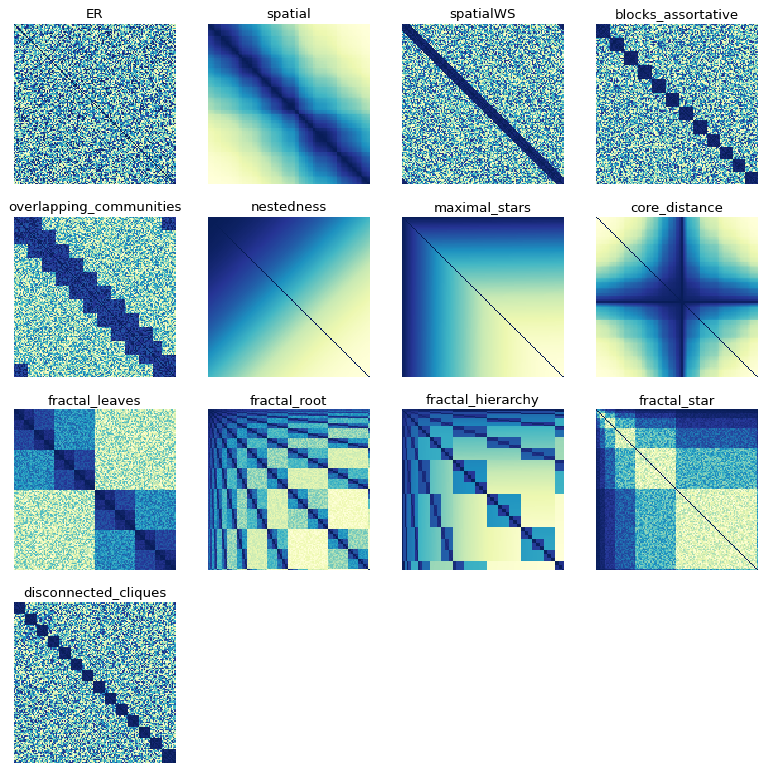 ER
spatial
spatialWS
blocks_assortative
overlapping_communities
nestedness
maximal_stars
core_distance
fractal_leaves
fractal_root
fractal_hierarchy
fractal_star
disconnected_cliques